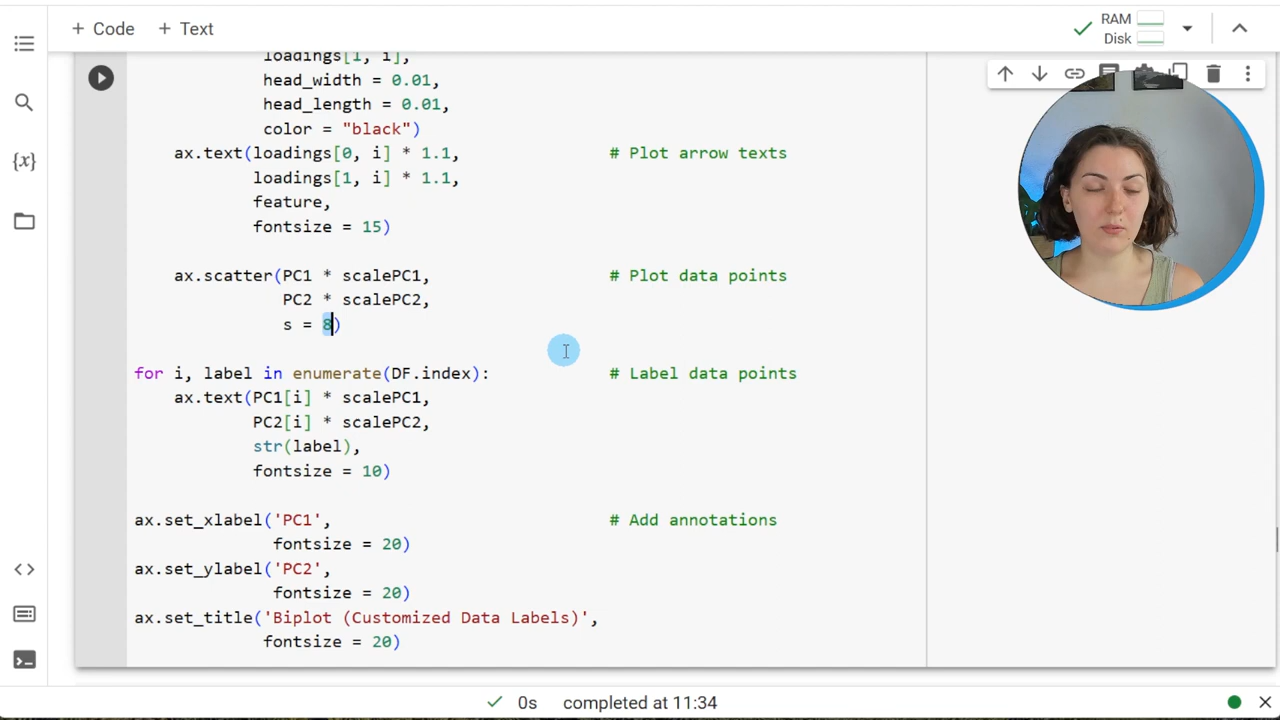 + Code + Text
RAM
Disk
loadings[1, i],
head_width = 0.01,
head_length = 0.01,
color = "black")
ax.text(loadings[0, i] * 1.1, # Plot arrow texts
loadings[1, i] * 1.1,
feature,
fontsize = 15)
ax.scatter(PC1 * scalePC1, # Plot data points
PC2 * scalePC2,
s = 8)
for i, label in enumerate(DF.index): # Label data points
ax.text(PC1[i] * scalePC1,
PC2[i] * scalePC2,
str(label),
fontsize = 10)
ax.set_xlabel('PC1', # Add annotations
fontsize = 20)
ax.set_ylabel('PC2',
fontsize = 20)
ax.set_title('Biplot (Customized Data Labels)',
fontsize = 20)
{x}
0s completed at 11:34